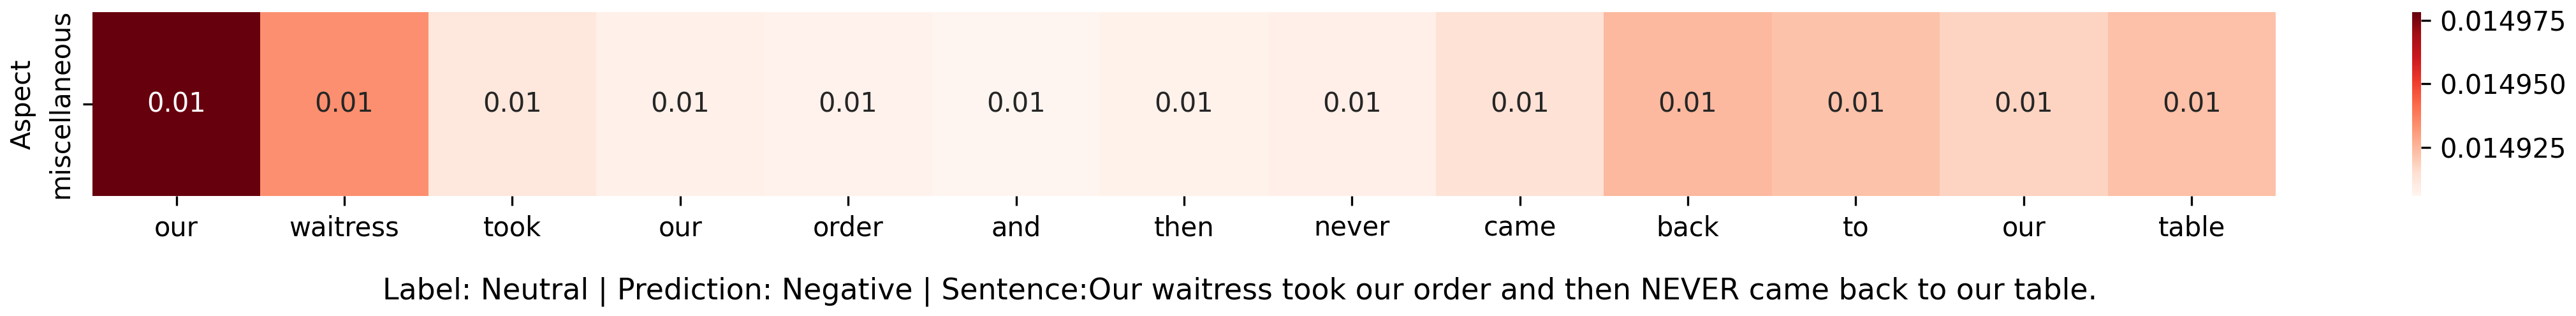 Aspect
miscellaneous
0.01 0.01 0.01 0.01 0.01 0.01 0.01 0.01 0.01 0.01 0.01 0.01 0.01
our waitress took our order and then never came back to our table
0.014975
0.014950
0.014925
Label: Neutral | Prediction: Negative | Sentence:Our waitress took our order and then NEVER came back to our table.